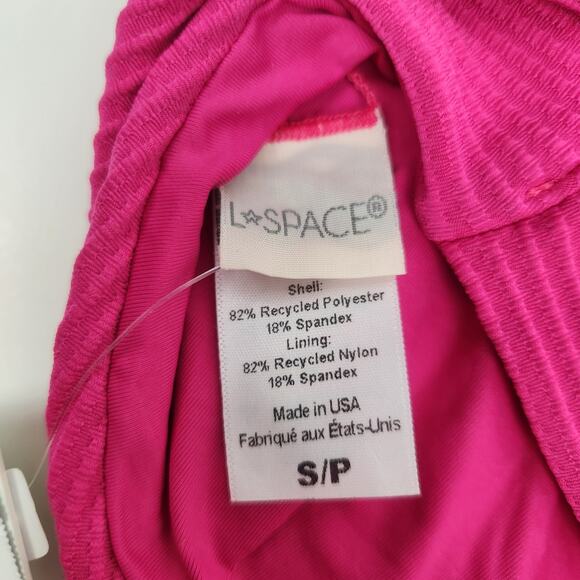 L☆SPACE®
Shell:
82% Recycled Polyester
18% Spandex
Lining:
82% Recycled Nylon
18% Spandex
Made in USA
Fabriqué aux États-Unis
S/P